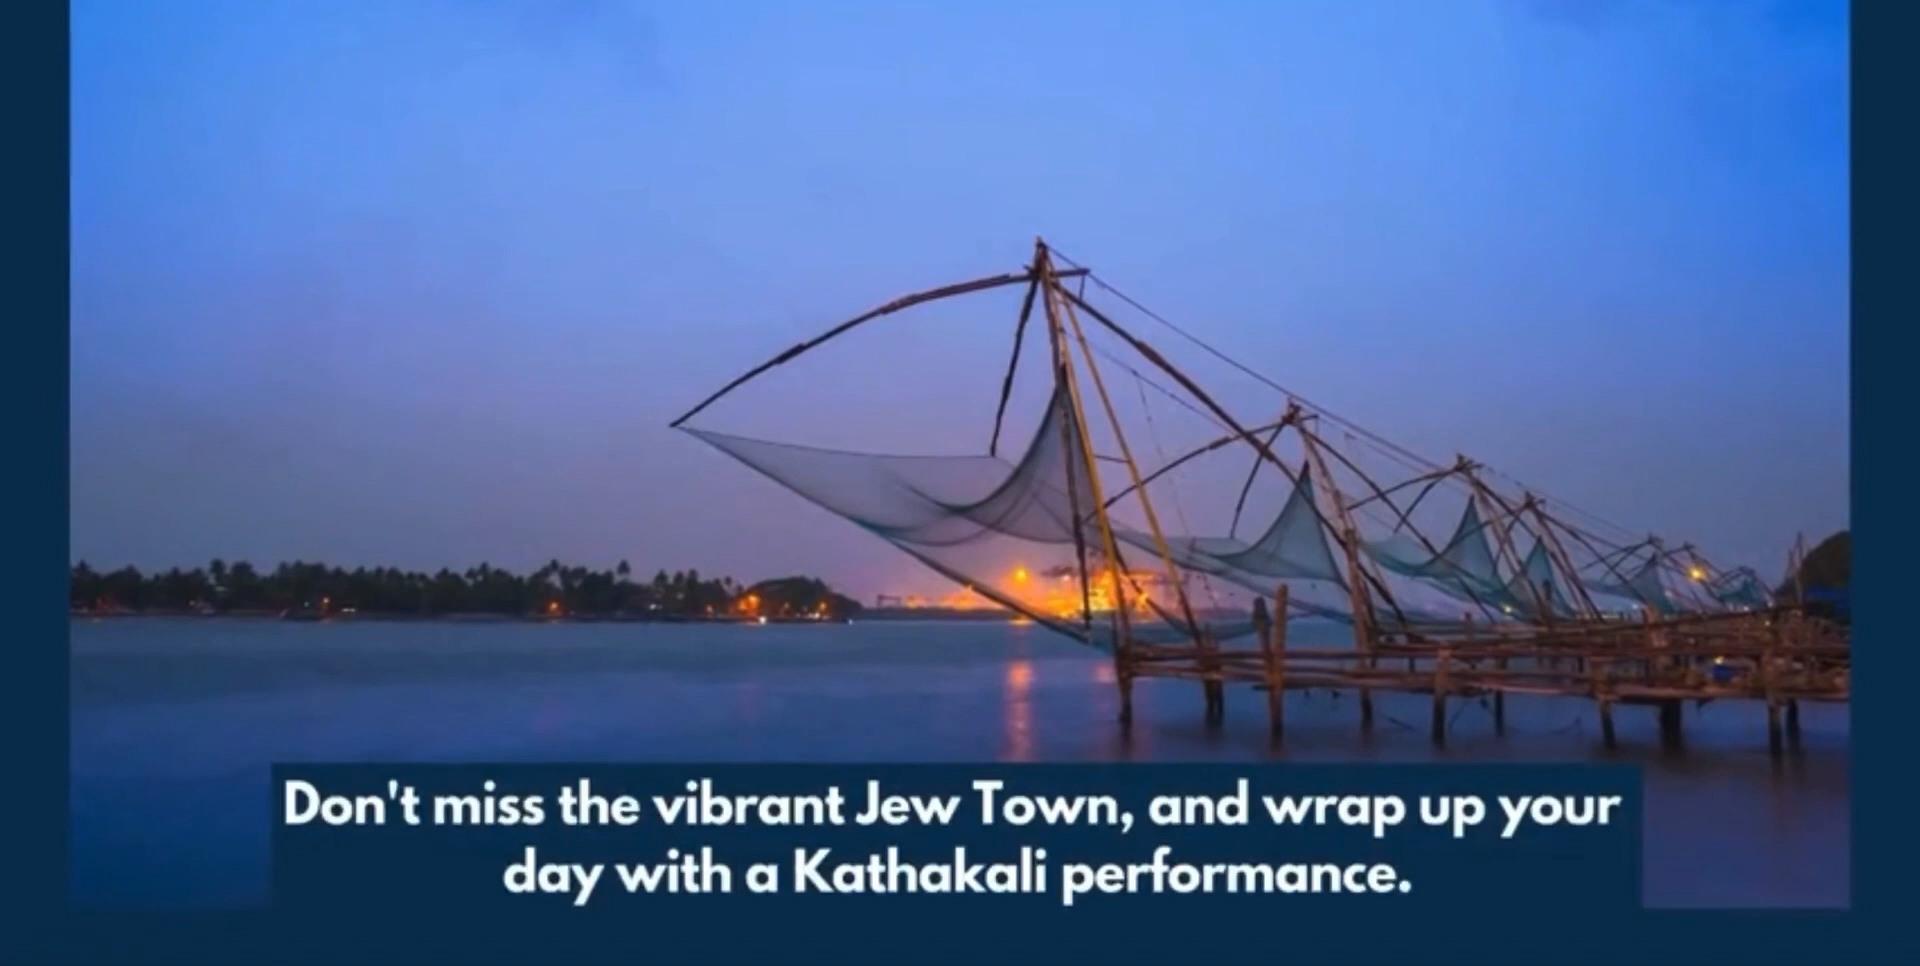 Don't miss the vibrant Jew Town, and wrap up your
day with a Kathakali performance.